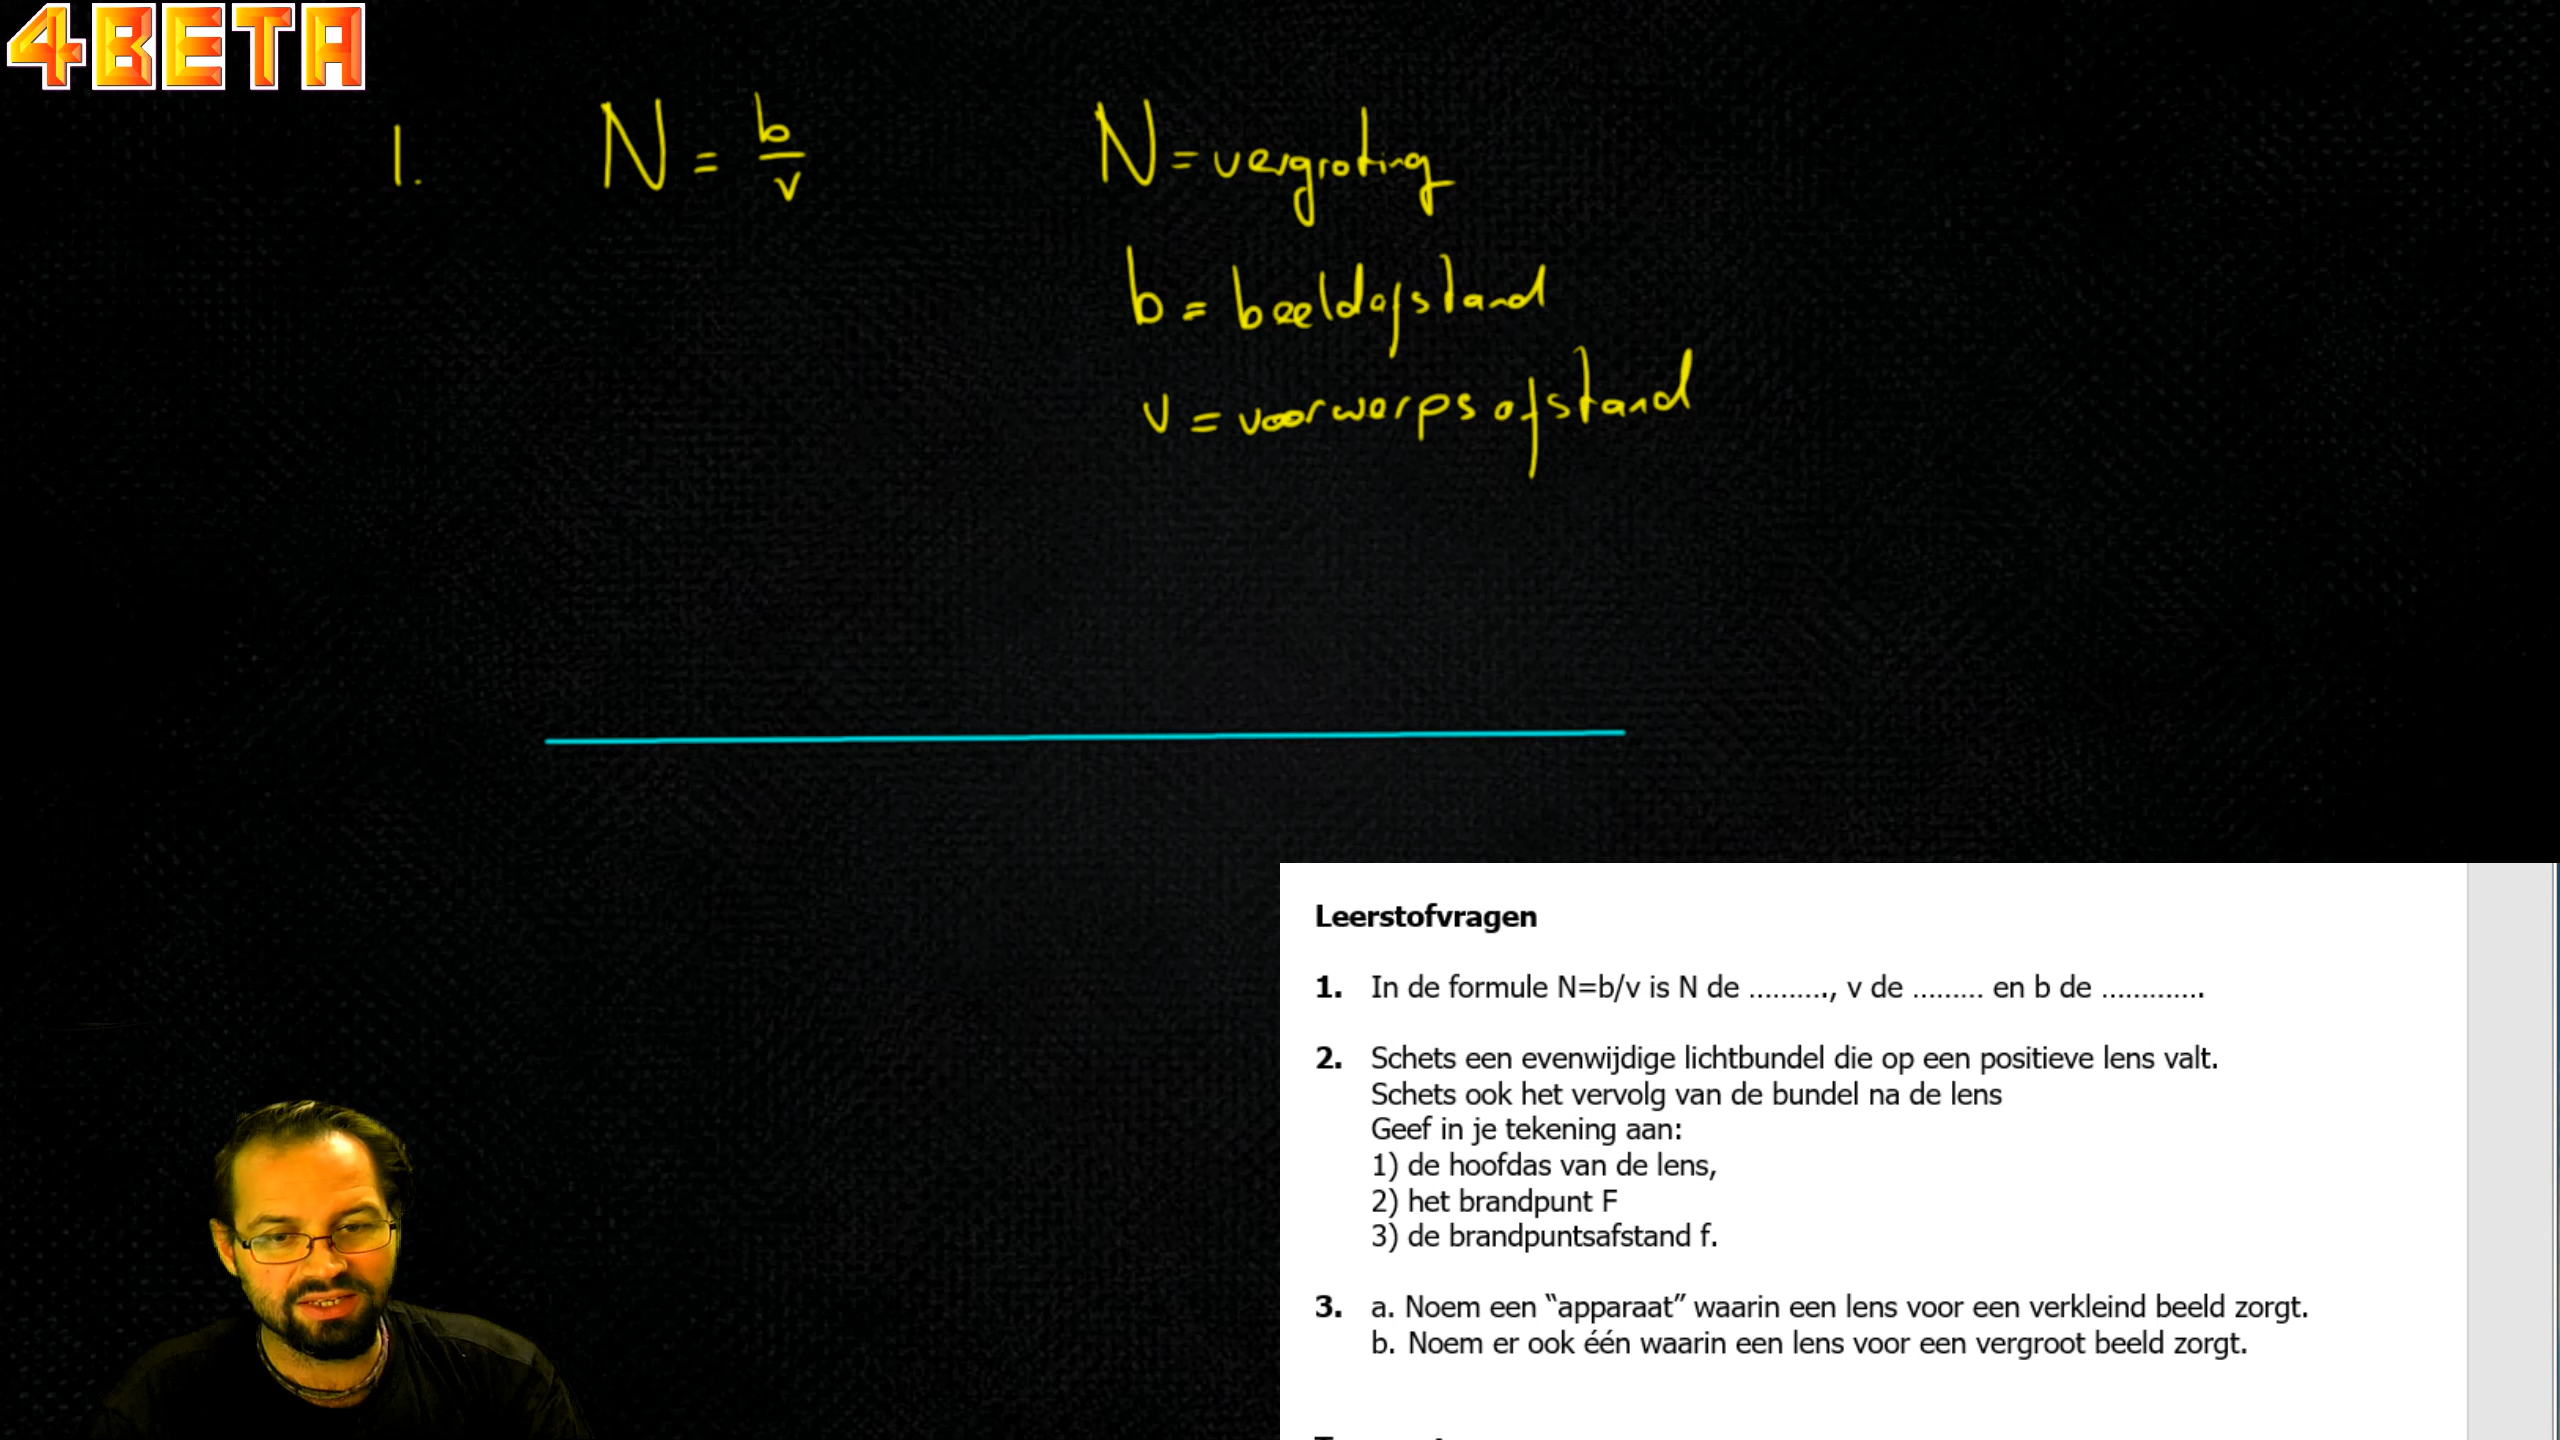 4BETA
1. N = b/v N = vergroting
b = beeldafstand
v = voorwerpsafstand
Leerstofvragen
1. In de formule N=b/v is N de .........., v de ......... en b de .............
2. Schets een evenwijdige lichtbundel die op een positieve lens valt.
Schets ook het vervolg van de bundel na de lens
Geef in je tekening aan:
1) de hoofdas van de lens,
2) het brandpunt F
3) de brandpuntsafstand f.
3. a. Noem een “apparaat” waarin een lens voor een verkleind beeld zorgt.
b. Noem er ook één waarin een lens voor een vergroot beeld zorgt.